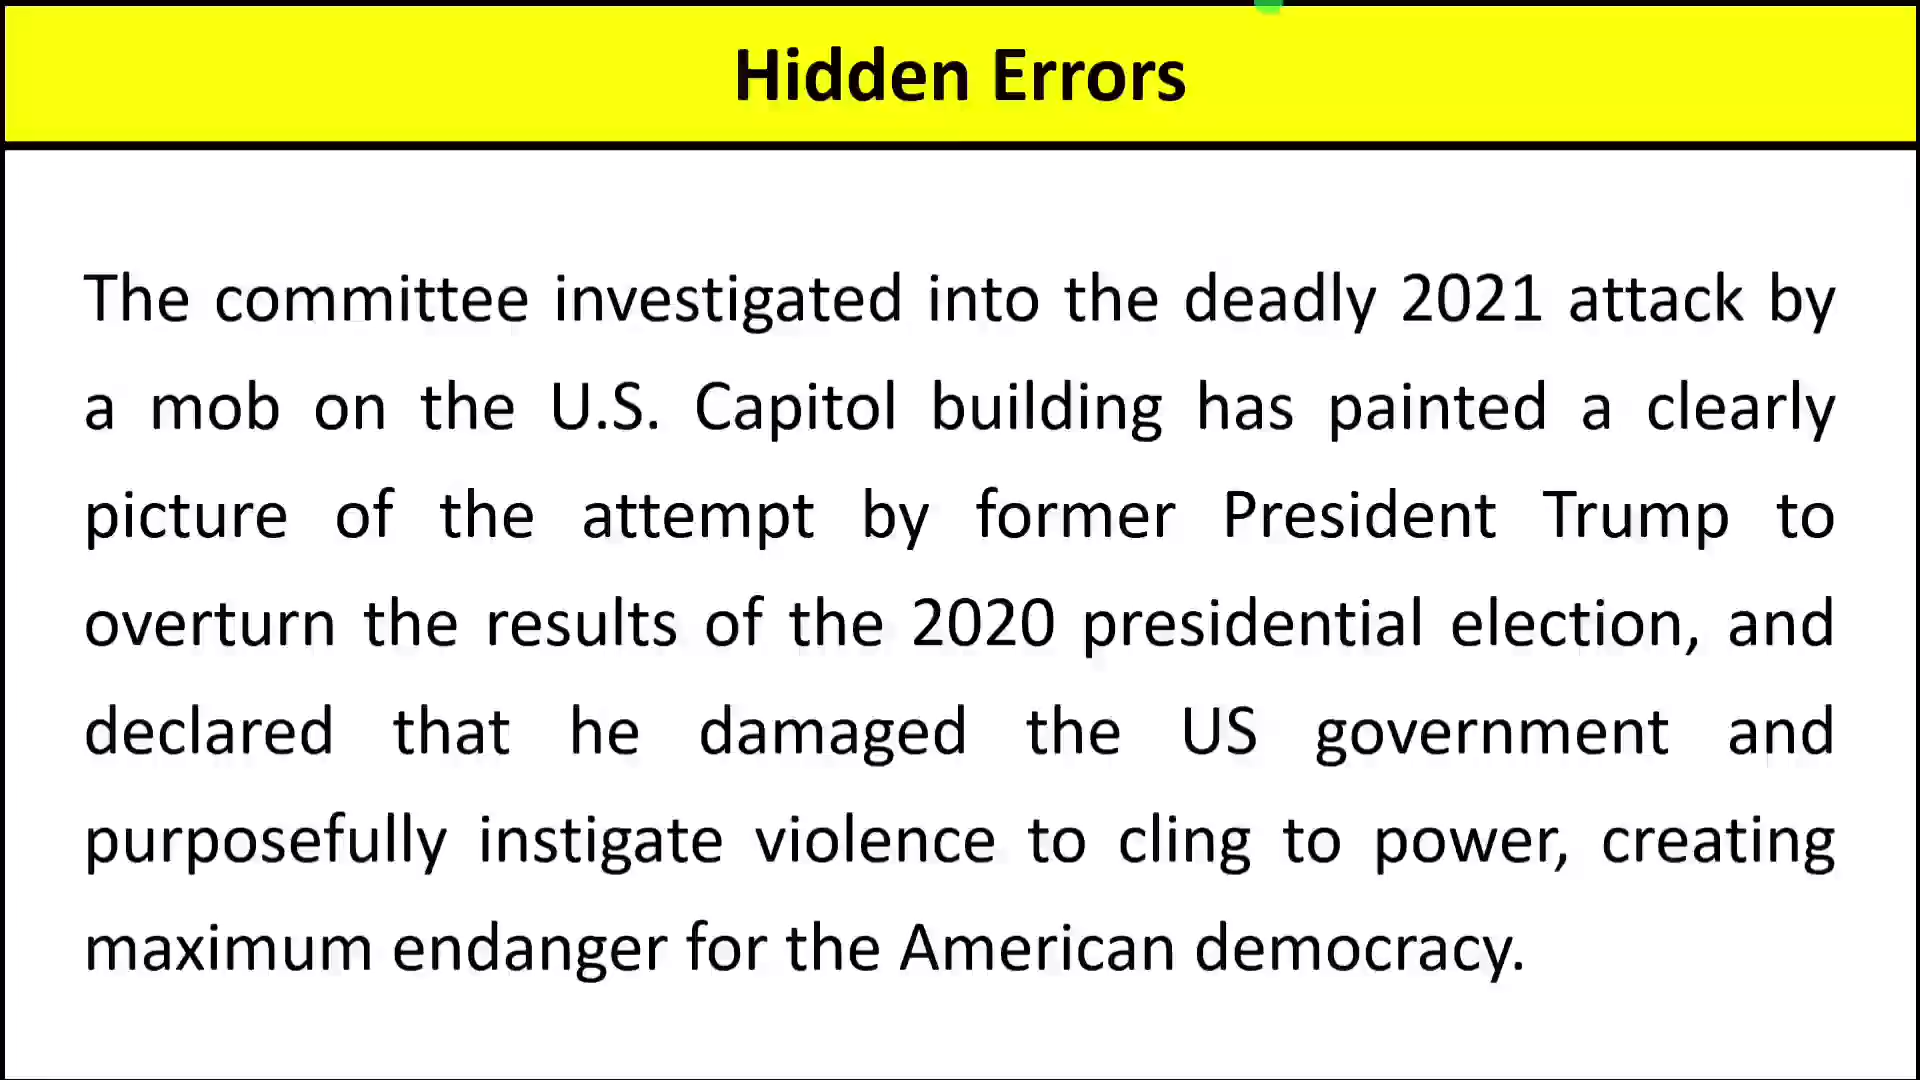 Hidden Errors
The committee investigated into the deadly 2021 attack by
a mob on the U.S. Capitol building has painted a clearly
picture of the attempt by former President Trump to
overturn the results of the 2020 presidential election, and
declared that he damaged the US government and
purposefully instigate violence to cling to power, creating
maximum endanger for the American democracy.